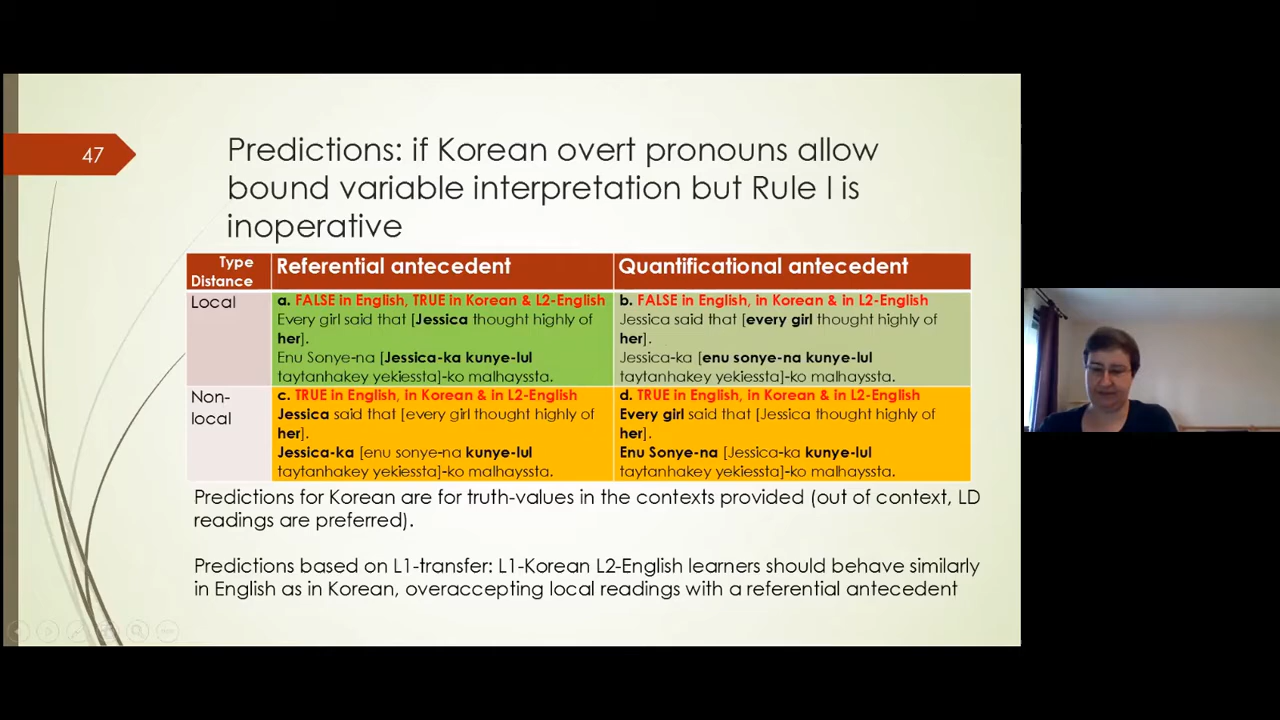 47
Predictions: if Korean overt pronouns allow
bound variable interpretation but Rule I is
inoperative
Type
Distance
Referential antecedent
Quantificational antecedent
Local
a. FALSE in English, TRUE in Korean & L2-English
Every girl said that [Jessica thought highly of
her].
Enu Sonye-na [Jessica-ka kunye-lul
taytanhakey yekiessta]-ko malhayssta.
b. FALSE in English, in Korean & in L2-English
Jessica said that [every girl thought highly of
her].
Jessica-ka [enu sonye-na kunye-lul
taytanhakey yekiessta]-ko malhayssta.
Non-
local
c. TRUE in English, in Korean & in L2-English
Jessica said that [every girl thought highly of
her].
Jessica-ka [enu sonye-na kunye-lul
taytanhakey yekiessta]-ko malhayssta.
d. TRUE in English, in Korean & in L2-English
Every girl said that [Jessica thought highly of
her].
Enu Sonye-na [Jessica-ka kunye-lul
taytanhakey yekiessta]-ko malhayssta.
Predictions for Korean are for truth-values in the contexts provided (out of context, LD
readings are preferred).
Predictions based on L1-transfer: L1-Korean L2-English learners should behave similarly
in English as in Korean, overaccepting local readings with a referential antecedent